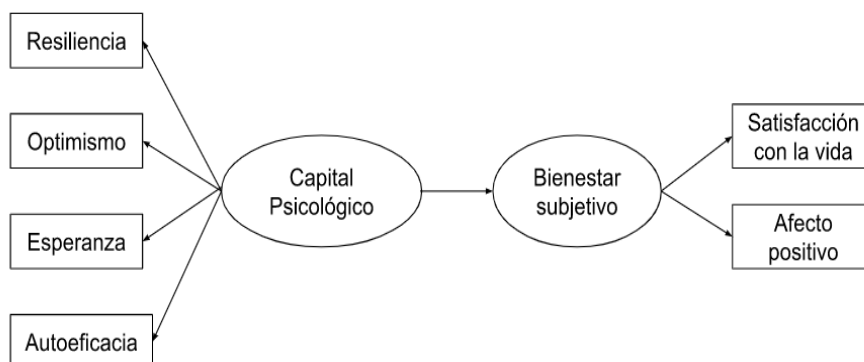 Resiliencia
Optimismo
Esperanza
Autoeficacia
Capital
Psicológico
Bienestar
subjetivo
Satisfacción
con la vida
Afecto
positivo